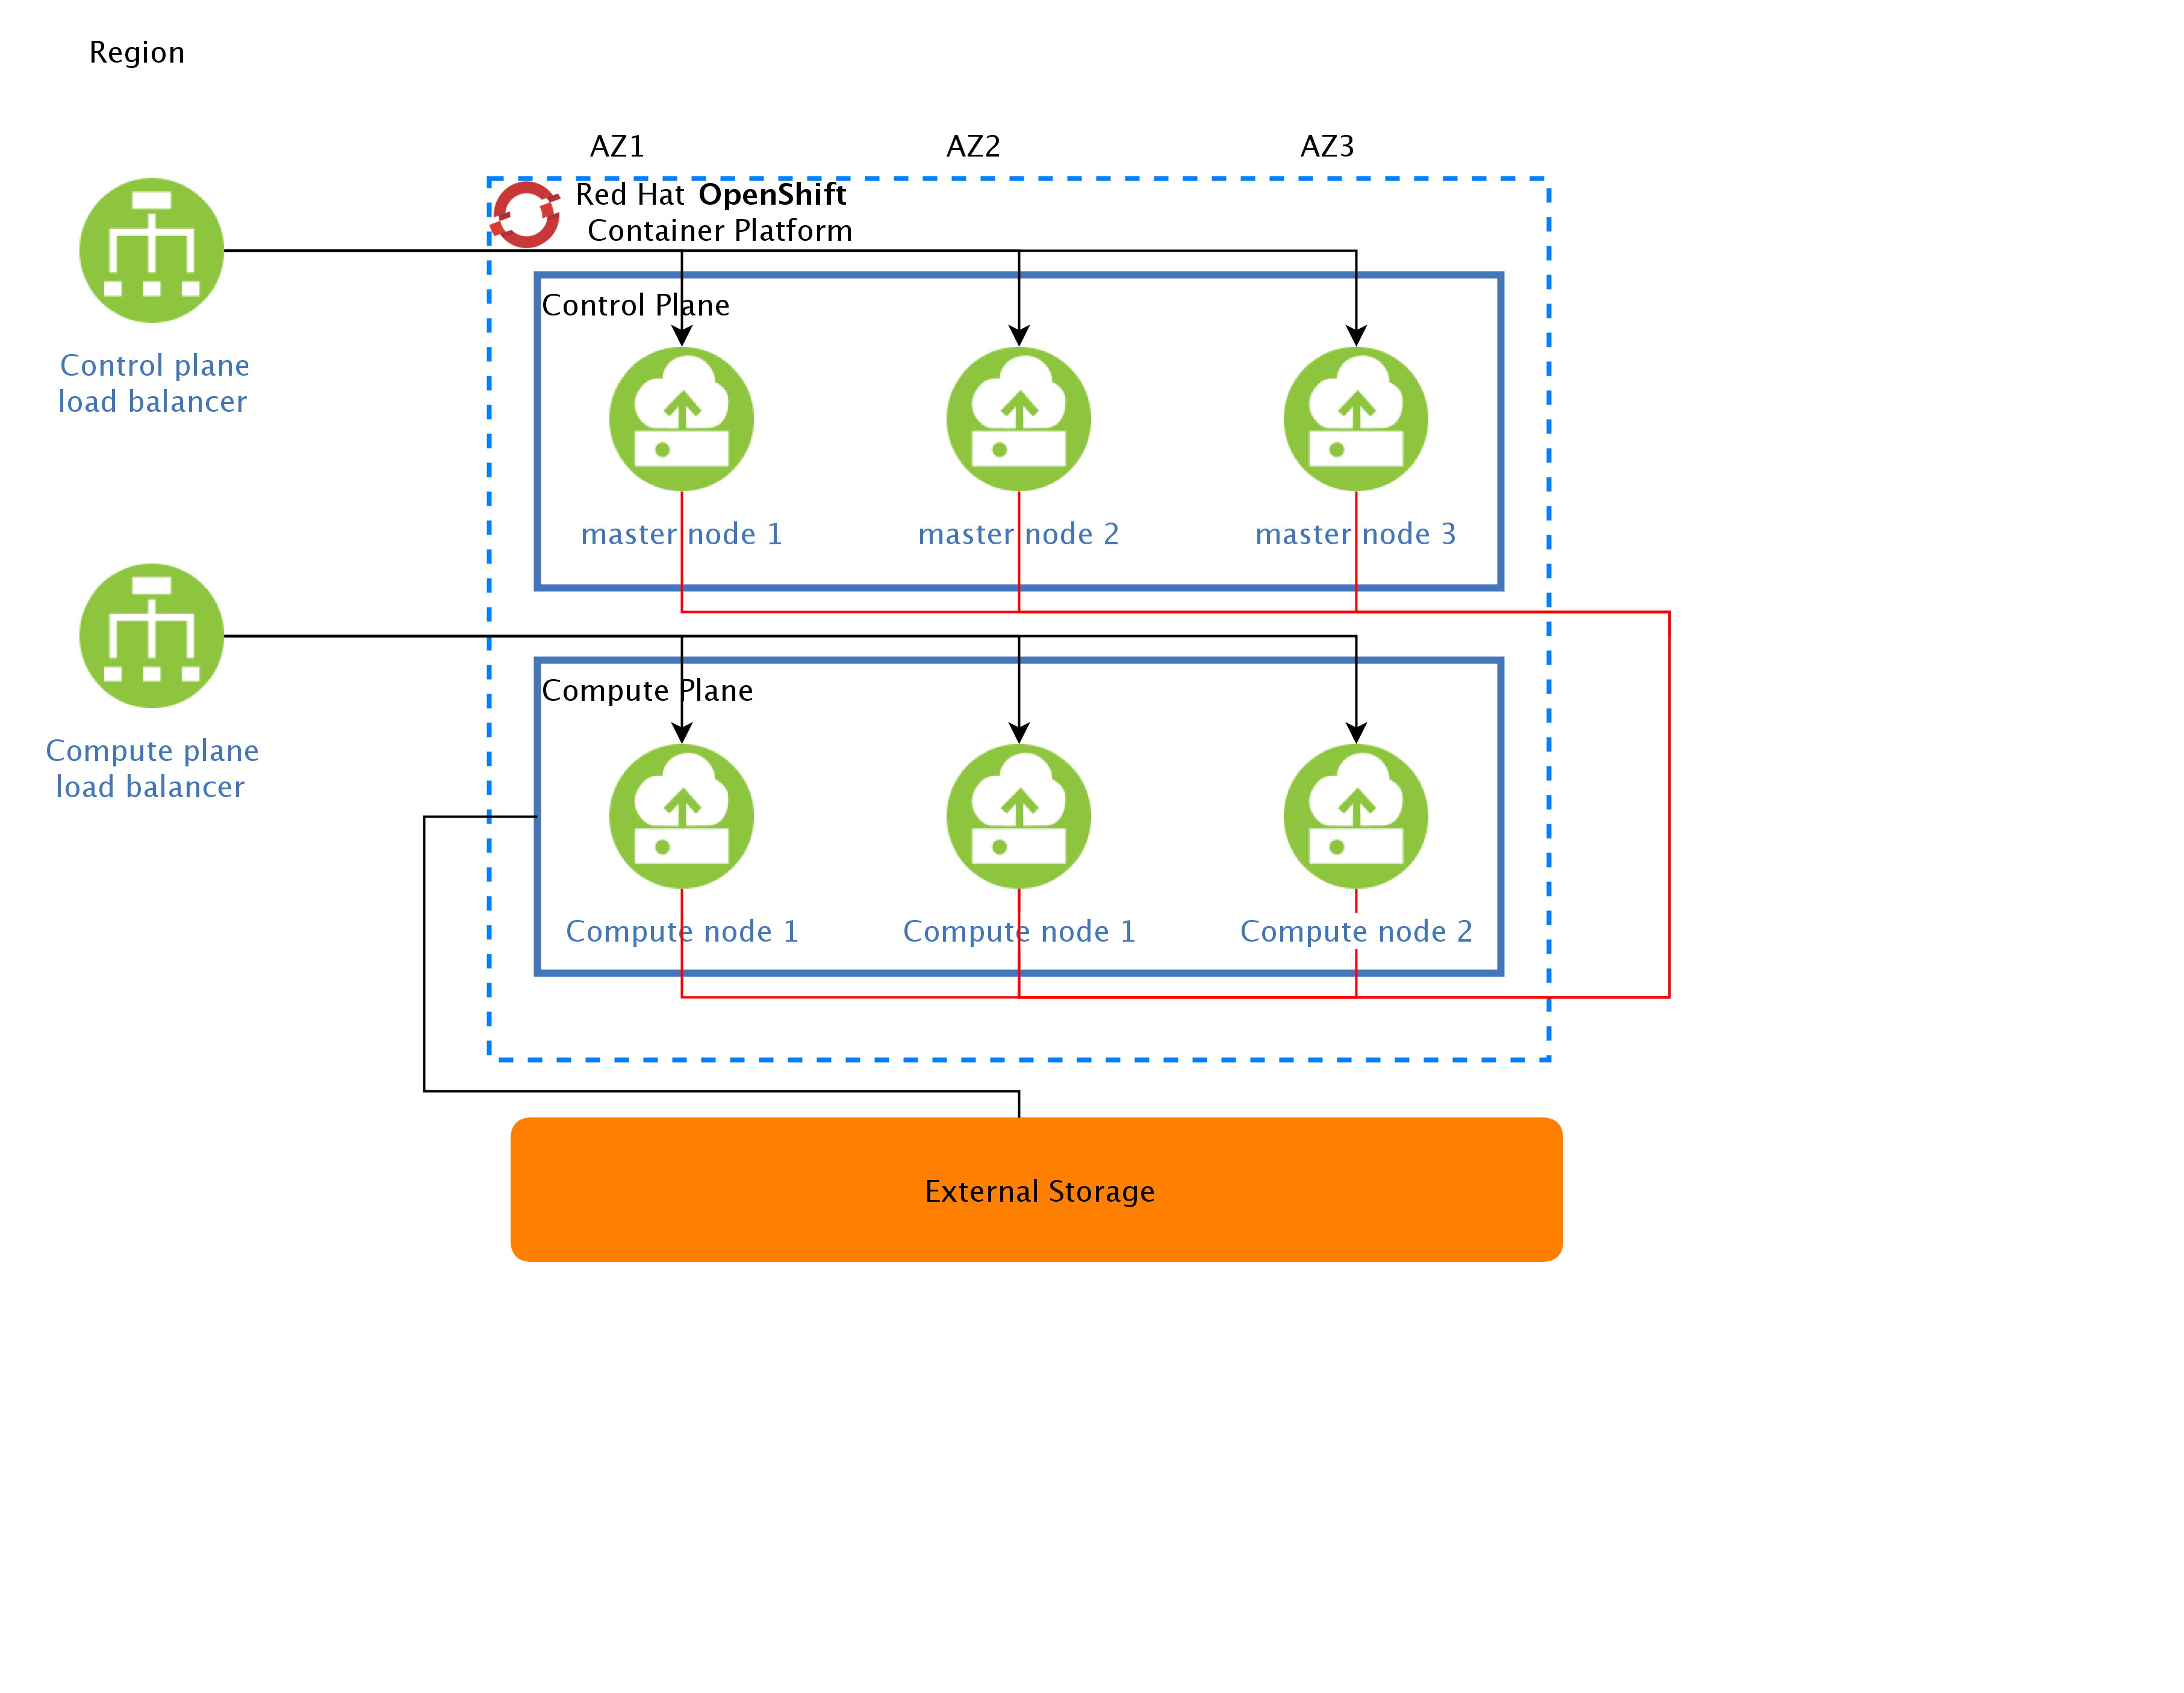 Region
AZ1
AZ2
AZ3
Red Hat OpenShift
Container Platform
Control Plane
Control plane
load balancer
master node 1
master node 2
master node 3
Compute Plane
Compute plane
load balancer
Compute node 1
Compute node 1
Compute node 2
External Storage